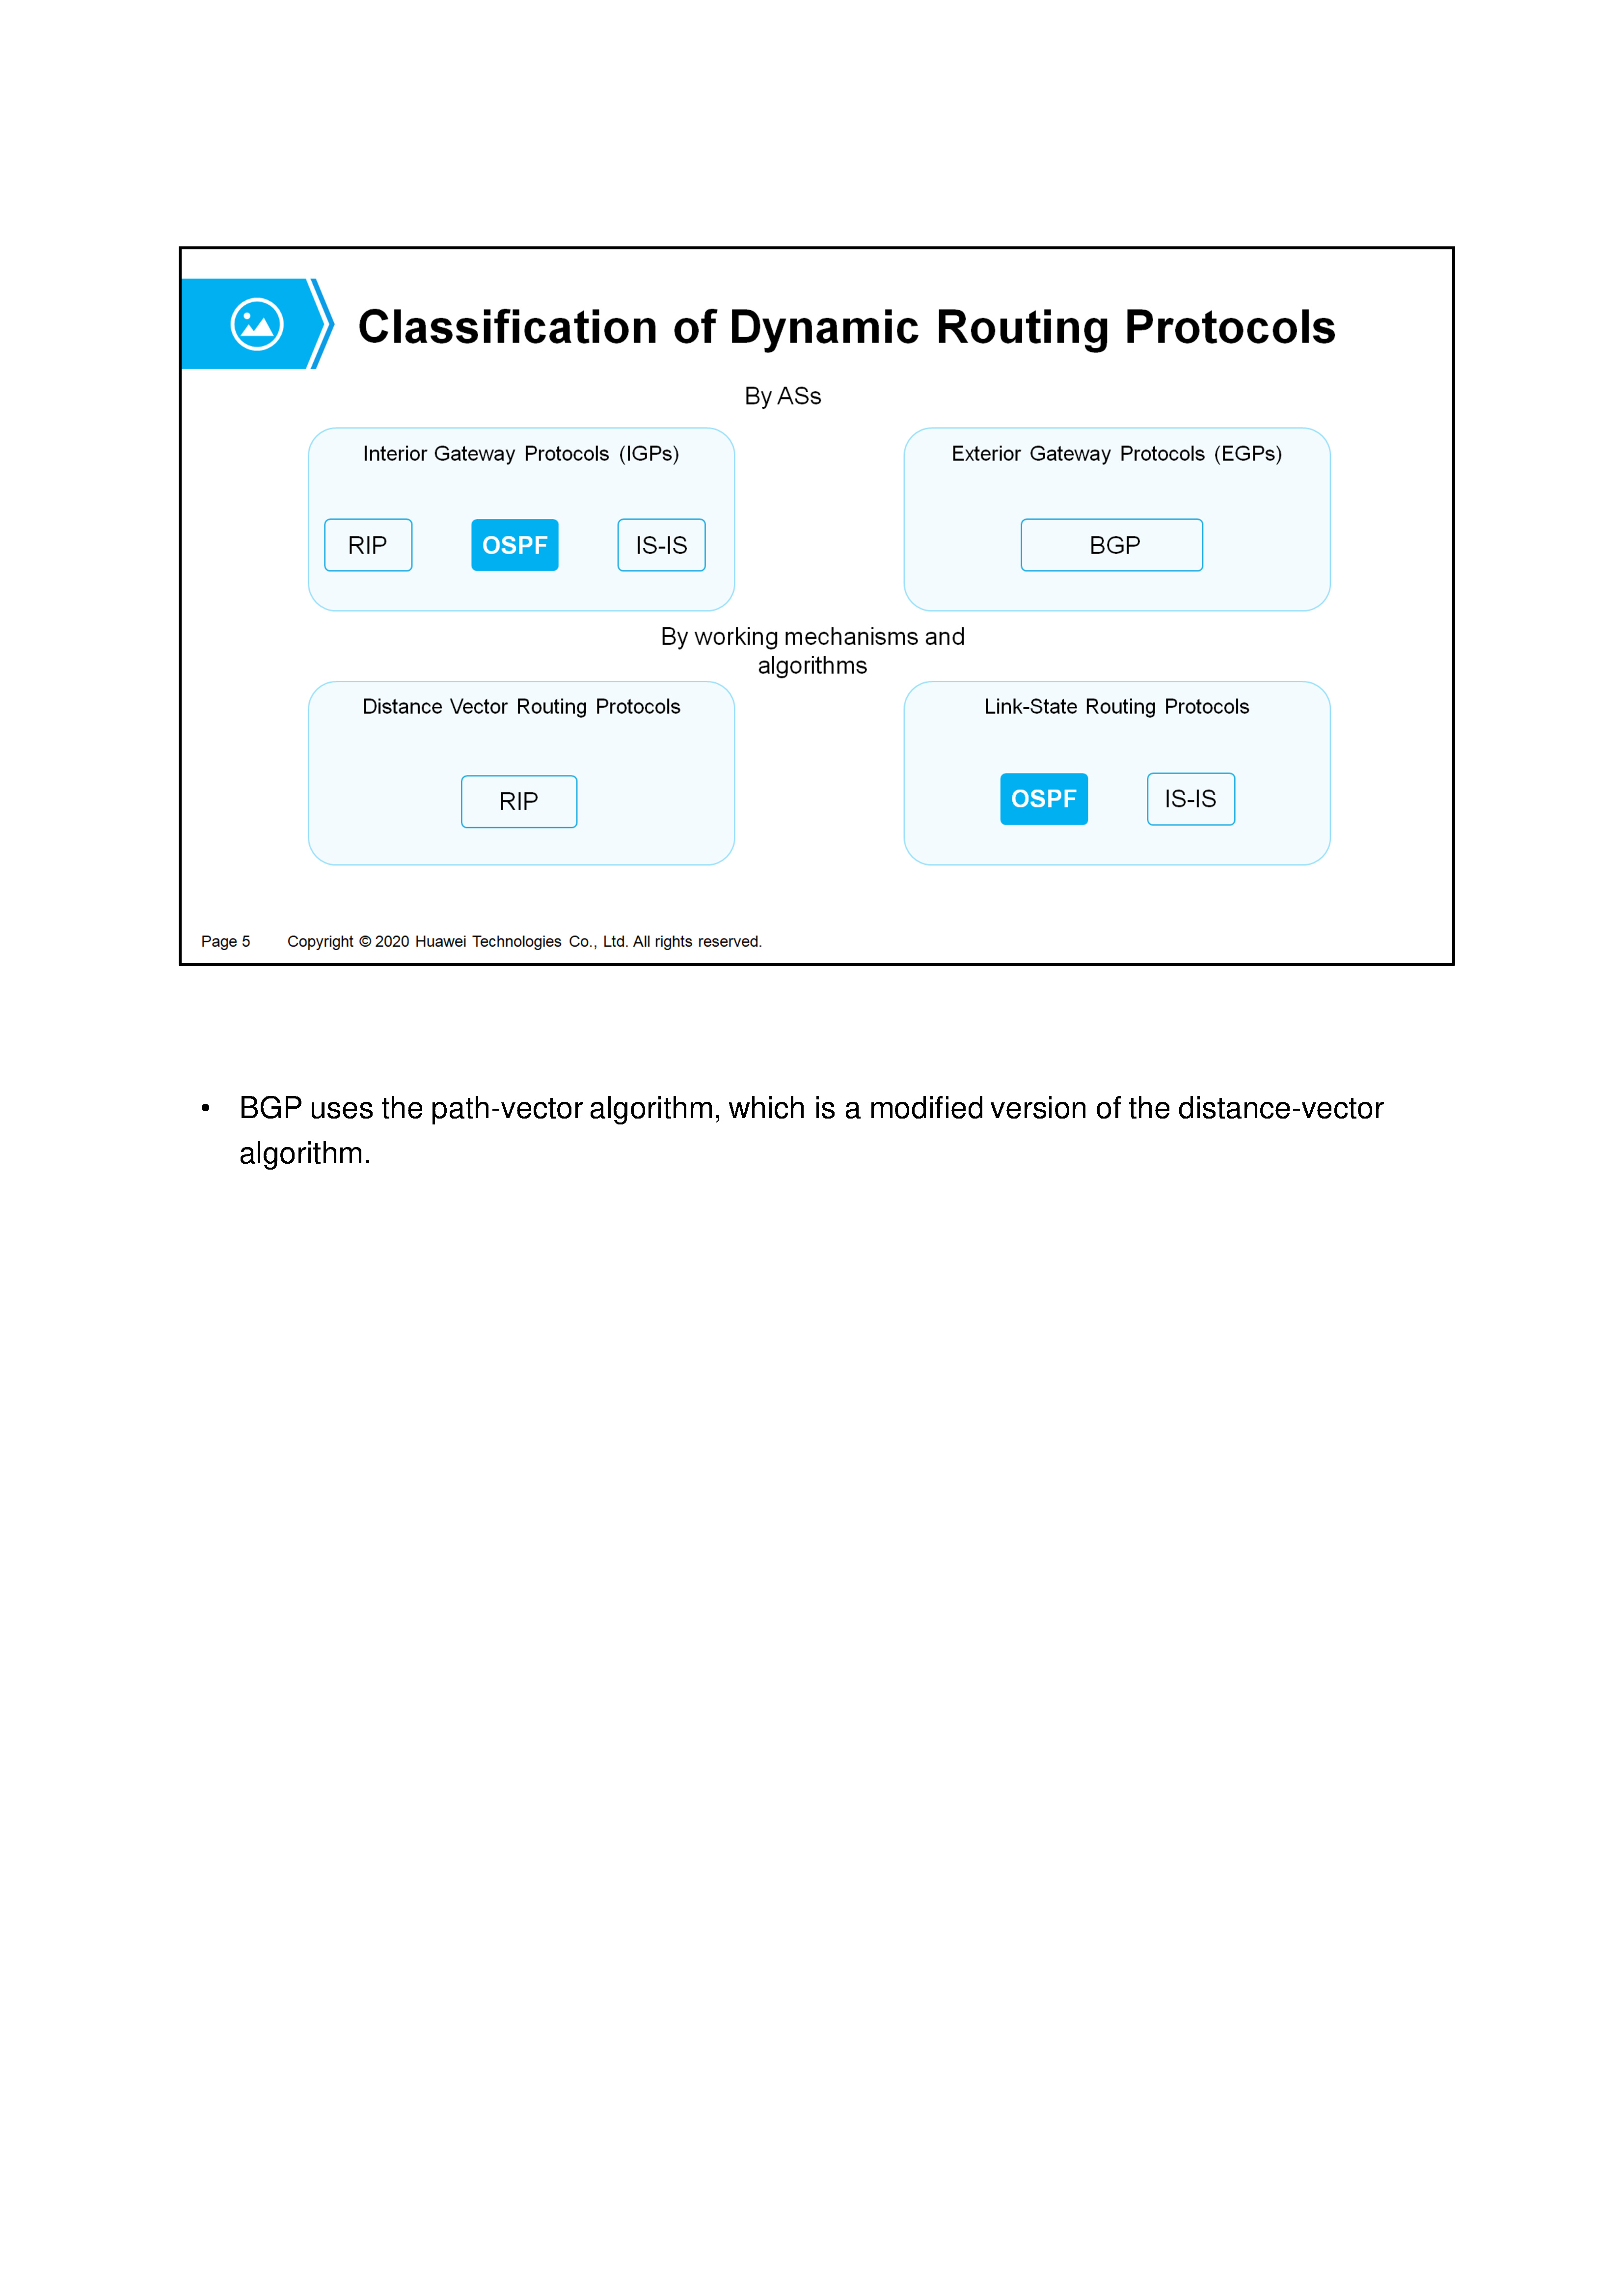 Classification of Dynamic Routing Protocols
By ASs
Interior Gateway Protocols (IGPs)
Exterior Gateway Protocols (EGPs)
RIP
OSPF
IS-IS
BGP
By working mechanisms and
algorithms
Distance Vector Routing Protocols
Link-State Routing Protocols
RIP
OSPF
IS-IS
Page 5 Copyright © 2020 Huawei Technologies Co., Ltd. All rights reserved.
• BGP uses the path-vector algorithm, which is a modified version of the distance-vector
algorithm.